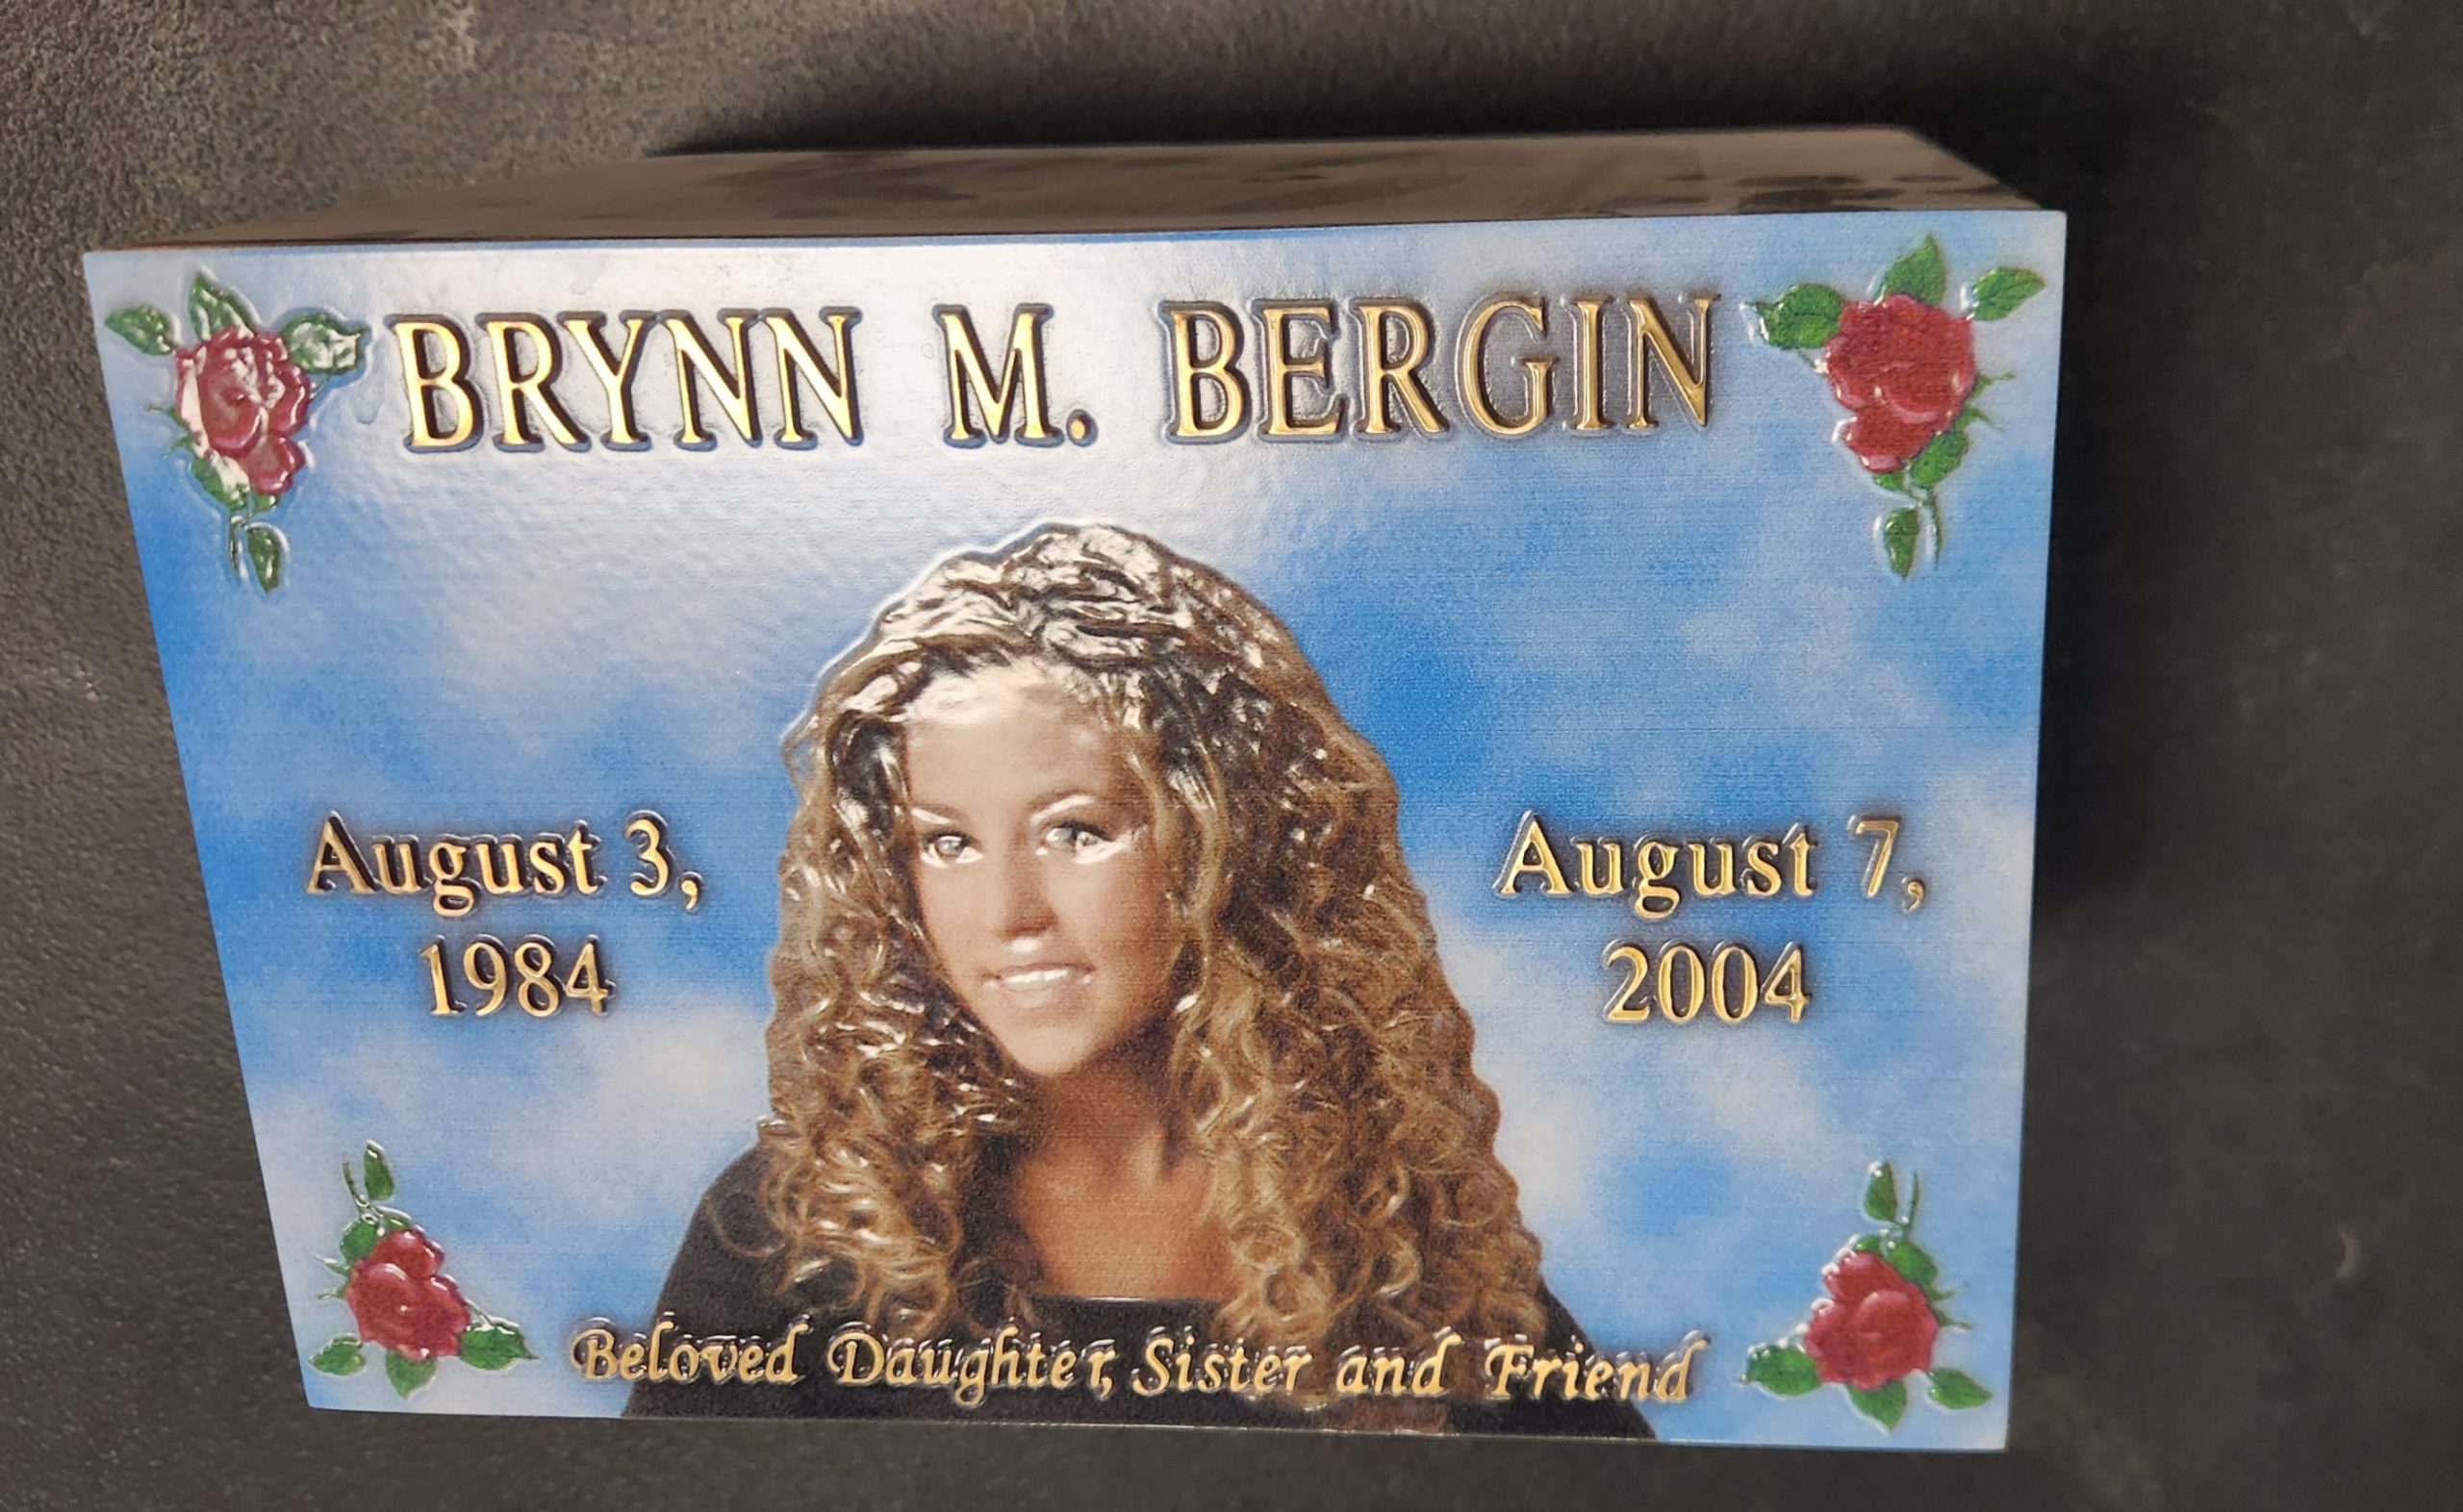 BRYNN M. BERGIN
August 3,
1984
August 7,
2004
Beloved Daughter, Sister and Friend